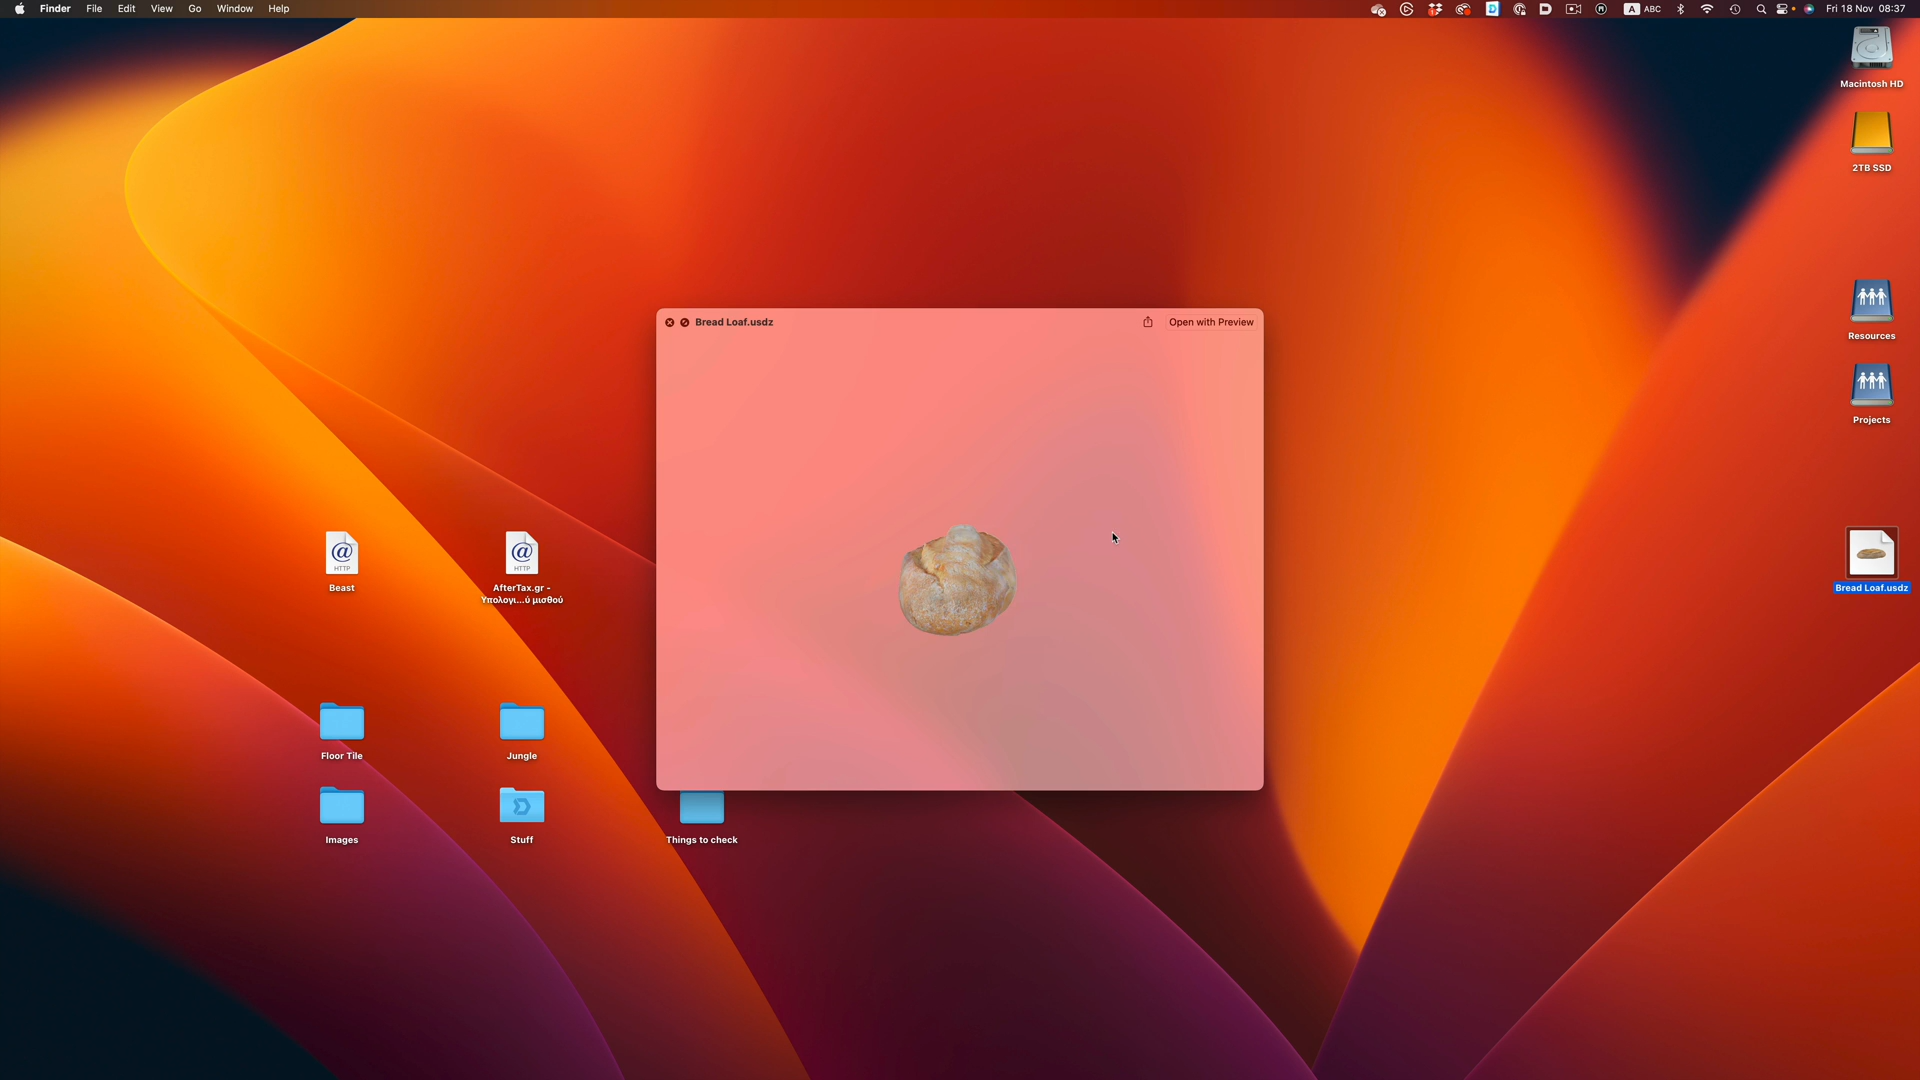 Finder File Edit View Go Window Help
A ABC Fri 18 Nov 08:37
Macintosh HD
2TB SSD
Bread Loaf.usdz Open with Preview
Resources
Projects
HTTP
Beast
HTTP
AfterTax.gr -
Υπολογι...ύ μισθού
Bread Loaf.usdz
Floor Tile
Jungle
Images
Stuff
Things to check